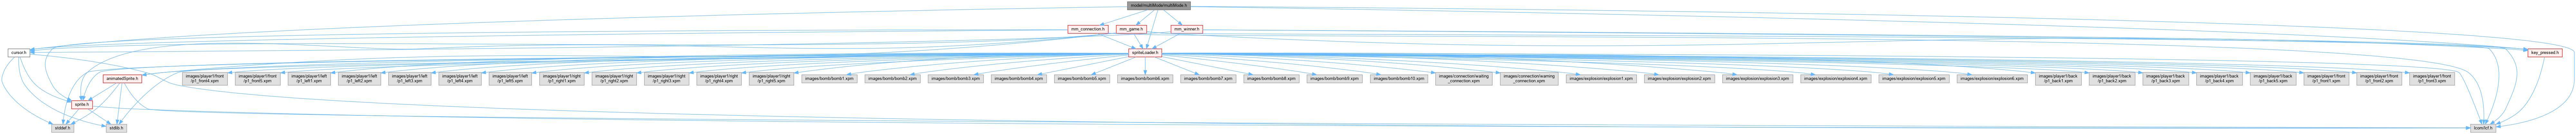 model/multiMode/multiMode.h
mm_connection.h
mm_game.h
mm_winner.h
cursor.h
spriteLoader.h
key_pressed.h
animatedSprite.h
images/player1/front
/p1_front4.xpm
images/player1/front
/p1_front5.xpm
images/player1/left
/p1_left1.xpm
images/player1/left
/p1_left2.xpm
images/player1/left
/p1_left3.xpm
images/player1/left
/p1_left4.xpm
images/player1/left
/p1_left5.xpm
images/player1/right
/p1_right1.xpm
images/player1/right
/p1_right2.xpm
images/player1/right
/p1_right3.xpm
images/player1/right
/p1_right4.xpm
images/player1/right
/p1_right5.xpm
images/bomb/bomb1.xpm
images/bomb/bomb2.xpm
images/bomb/bomb3.xpm
images/bomb/bomb4.xpm
images/bomb/bomb5.xpm
images/bomb/bomb6.xpm
images/bomb/bomb7.xpm
images/bomb/bomb8.xpm
images/bomb/bomb9.xpm
images/bomb/bomb10.xpm
images/connection/waiting
_connection.xpm
images/connection/warning
_connection.xpm
images/explosion/explosion1.xpm
images/explosion/explosion2.xpm
images/explosion/explosion3.xpm
images/explosion/explosion4.xpm
images/explosion/explosion5.xpm
images/explosion/explosion6.xpm
images/player1/back
/p1_back1.xpm
images/player1/back
/p1_back2.xpm
images/player1/back
/p1_back3.xpm
images/player1/back
/p1_back4.xpm
images/player1/back
/p1_back5.xpm
images/player1/front
/p1_front1.xpm
images/player1/front
/p1_front2.xpm
images/player1/front
/p1_front3.xpm
sprite.h
stddef.h
stdlib.h
lcom/lcf.h